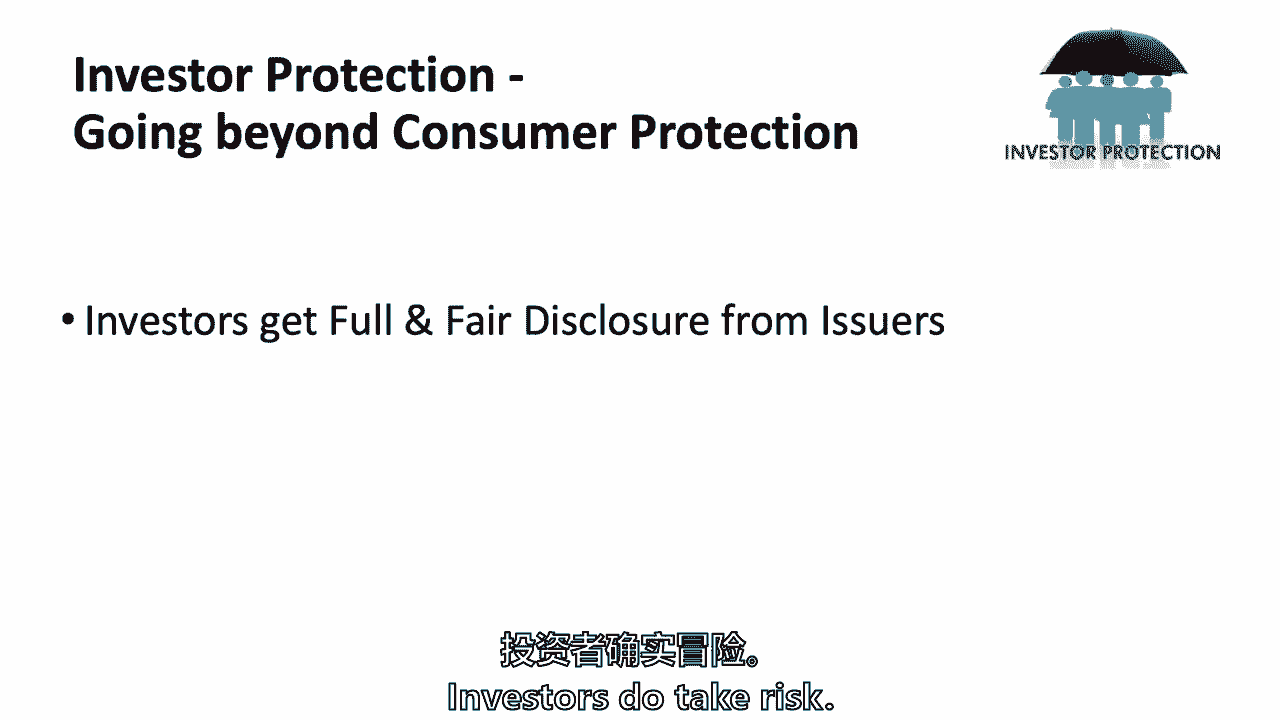 Investor Protection -
Going beyond Consumer Protection
INVESTOR PROTECTION
• Investors get Full & Fair Disclosure from Issuers
投资者确实冒险。
Investors do take risk.